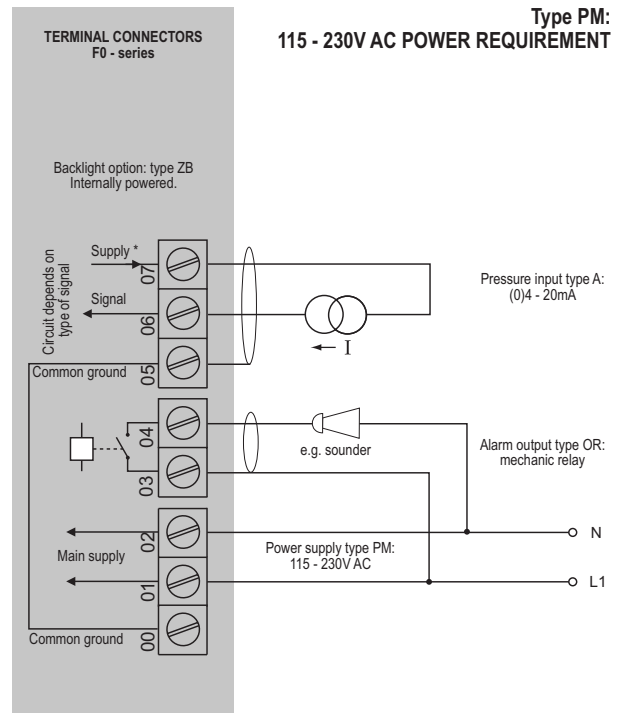 Type PM:
115 - 230V AC POWER REQUIREMENT
TERMINAL CONNECTORS
F0 - series
Backlight option: type ZB
Internally powered.
Circuit depends on
type of signal
Supply *
07
Signal
06
Common ground
05
I
Pressure input type A:
(0)4 - 20mA
04
03
e.g. sounder
Alarm output type OR:
mechanic relay
02
Main supply
01
Power supply type PM:
115 - 230V AC
N
L1
Common ground
00